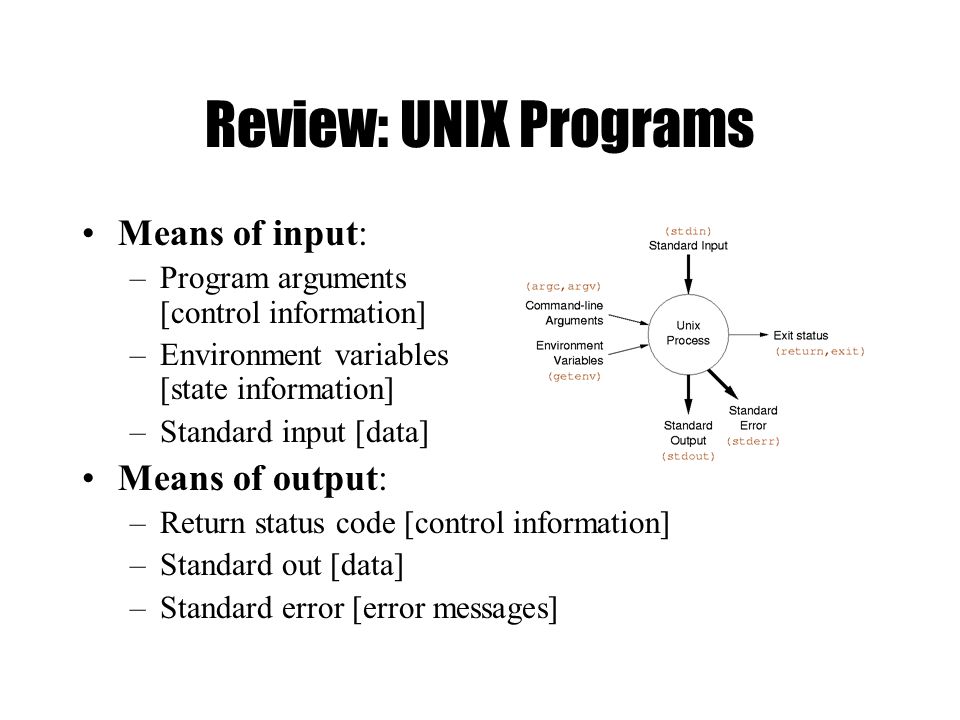 Review: UNIX Programs
• Means of input:
–Program arguments
[control information]
–Environment variables
[state information]
–Standard input [data]
• Means of output:
–Return status code [control information]
–Standard out [data]
–Standard error [error messages]
(stdin)
Standard Input
(argc,argv)
Command-line
Arguments
Environment
Variables
(getenv)
Unix
Process
Exit status
(return,exit)
Standard
Output
(stdout)
Standard
Error
(stderr)